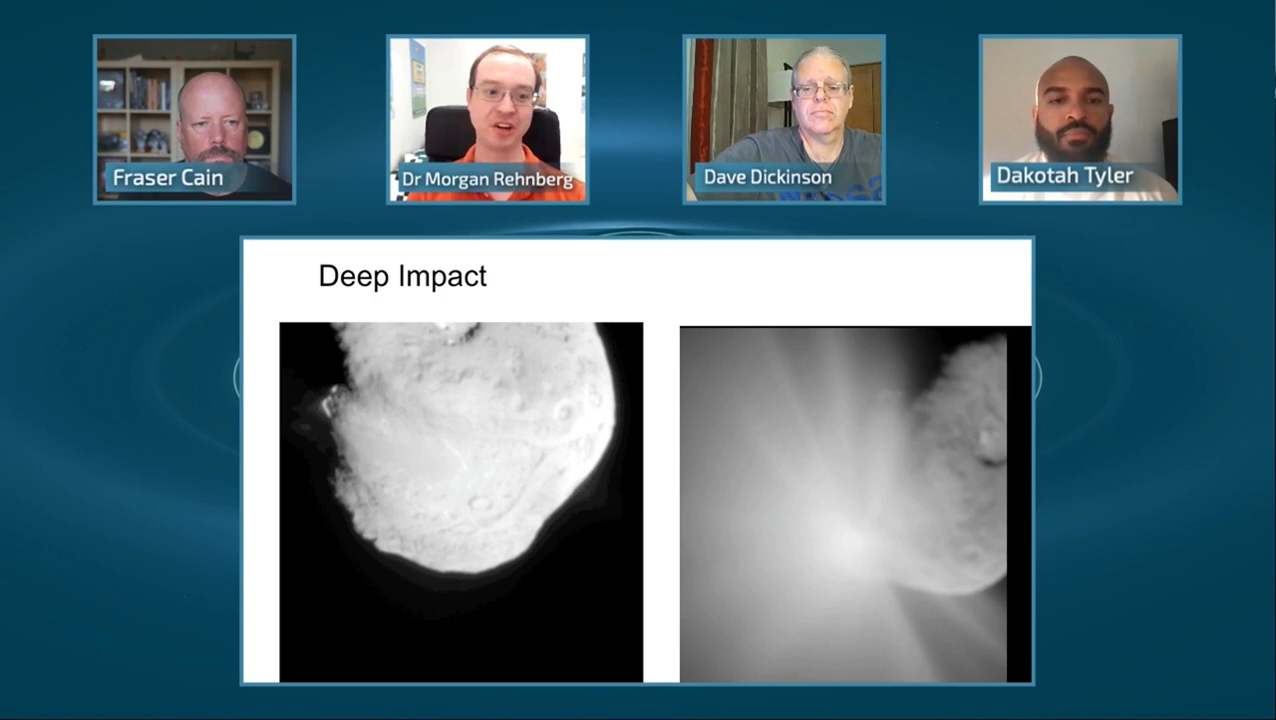 Fraser Cain
Dr Morgan Rehnberg
Dave Dickinson
Dakotah Tyler
Deep Impact